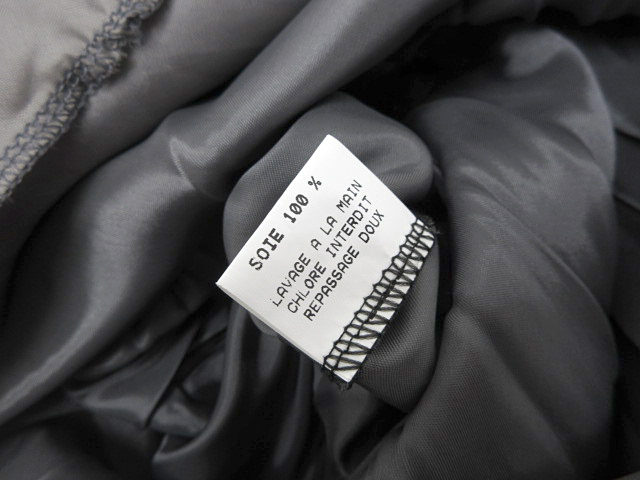 SOIE 100 %
LAVAGE A LA MAIN
CHLORE INTERDIT
REPASSAGE DOUX